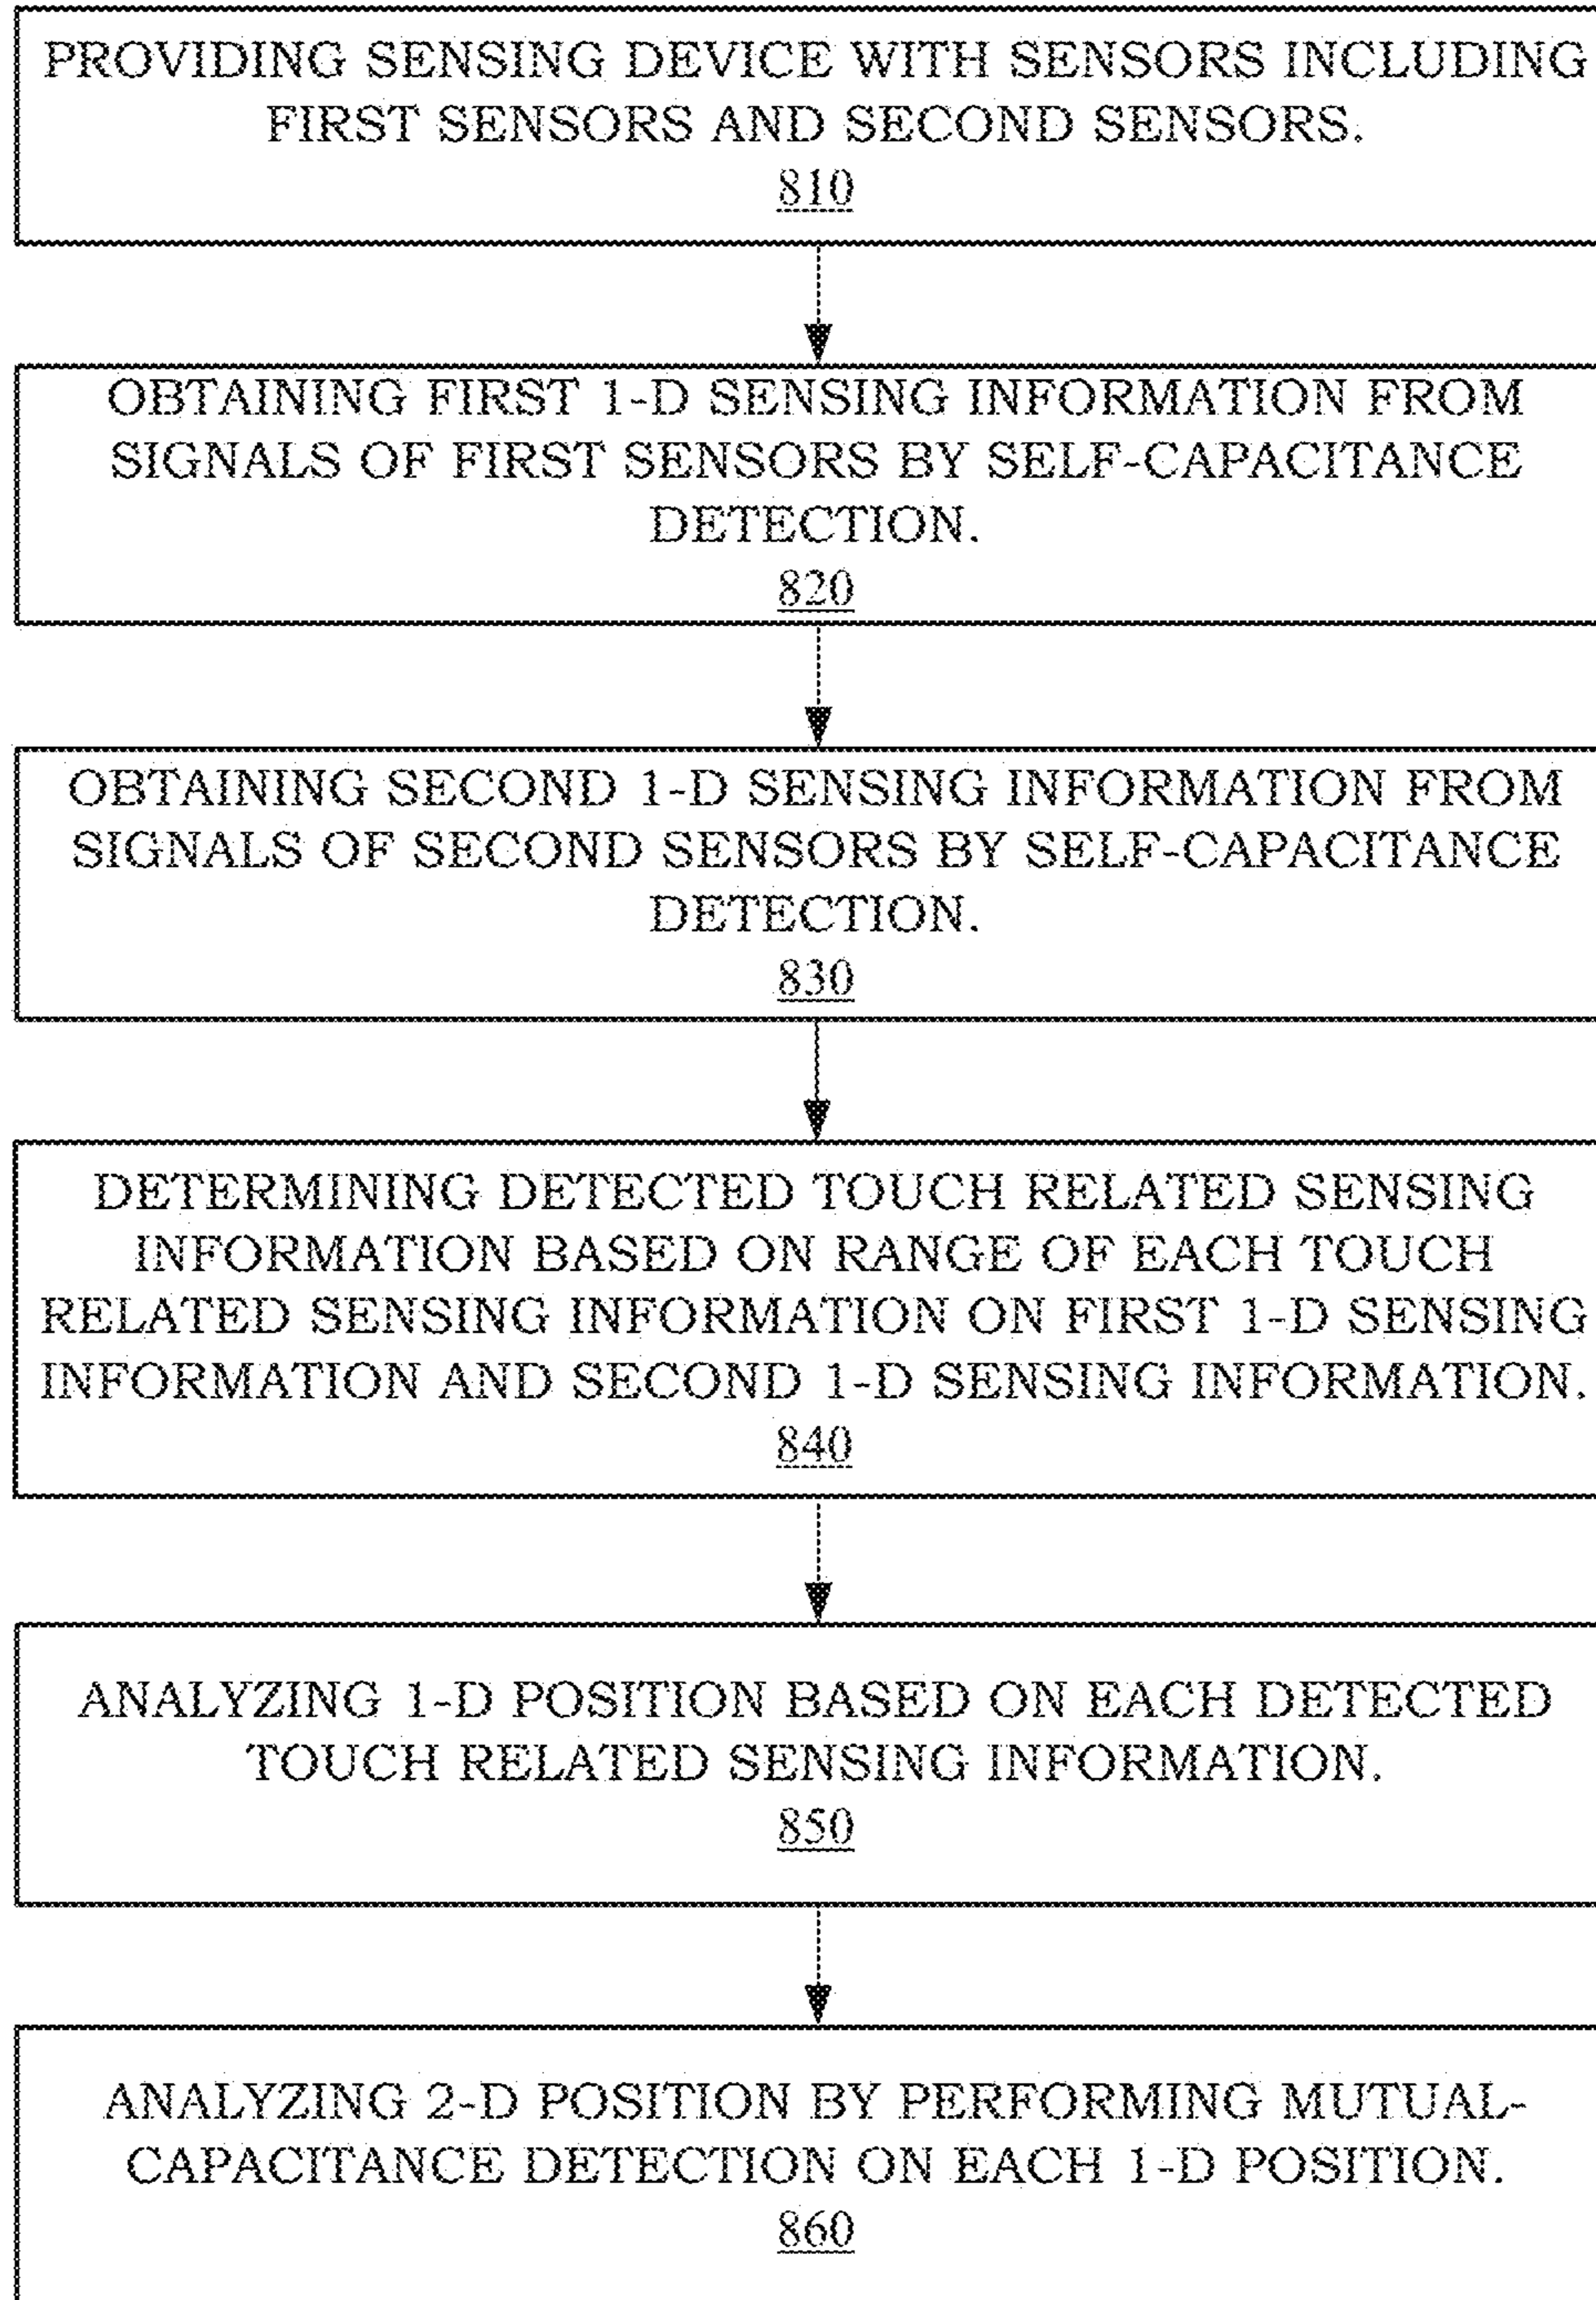 PROVIDING SENSING DEVICE WITH SENSORS INCLUDING
FIRST SENSORS AND SECOND SENSORS.
810
OBTAINING FIRST 1-D SENSING INFORMATION FROM
SIGNALS OF FIRST SENSORS BY SELF-CAPACITANCE
DETECTION.
820
OBTAINING SECOND 1-D SENSING INFORMATION FROM
SIGNALS OF SECOND SENSORS BY SELF-CAPACITANCE
DETECTION.
830
DETERMINING DETECTED TOUCH RELATED SENSING
INFORMATION BASED ON RANGE OF EACH TOUCH
RELATED SENSING INFORMATION ON FIRST 1-D SENSING
INFORMATION AND SECOND 1-D SENSING INFORMATION.
840
ANALYZING 1-D POSITION BASED ON EACH DETECTED
TOUCH RELATED SENSING INFORMATION.
850
ANALYZING 2-D POSITION BY PERFORMING MUTUAL-
CAPACITANCE DETECTION ON EACH 1-D POSITION.
860